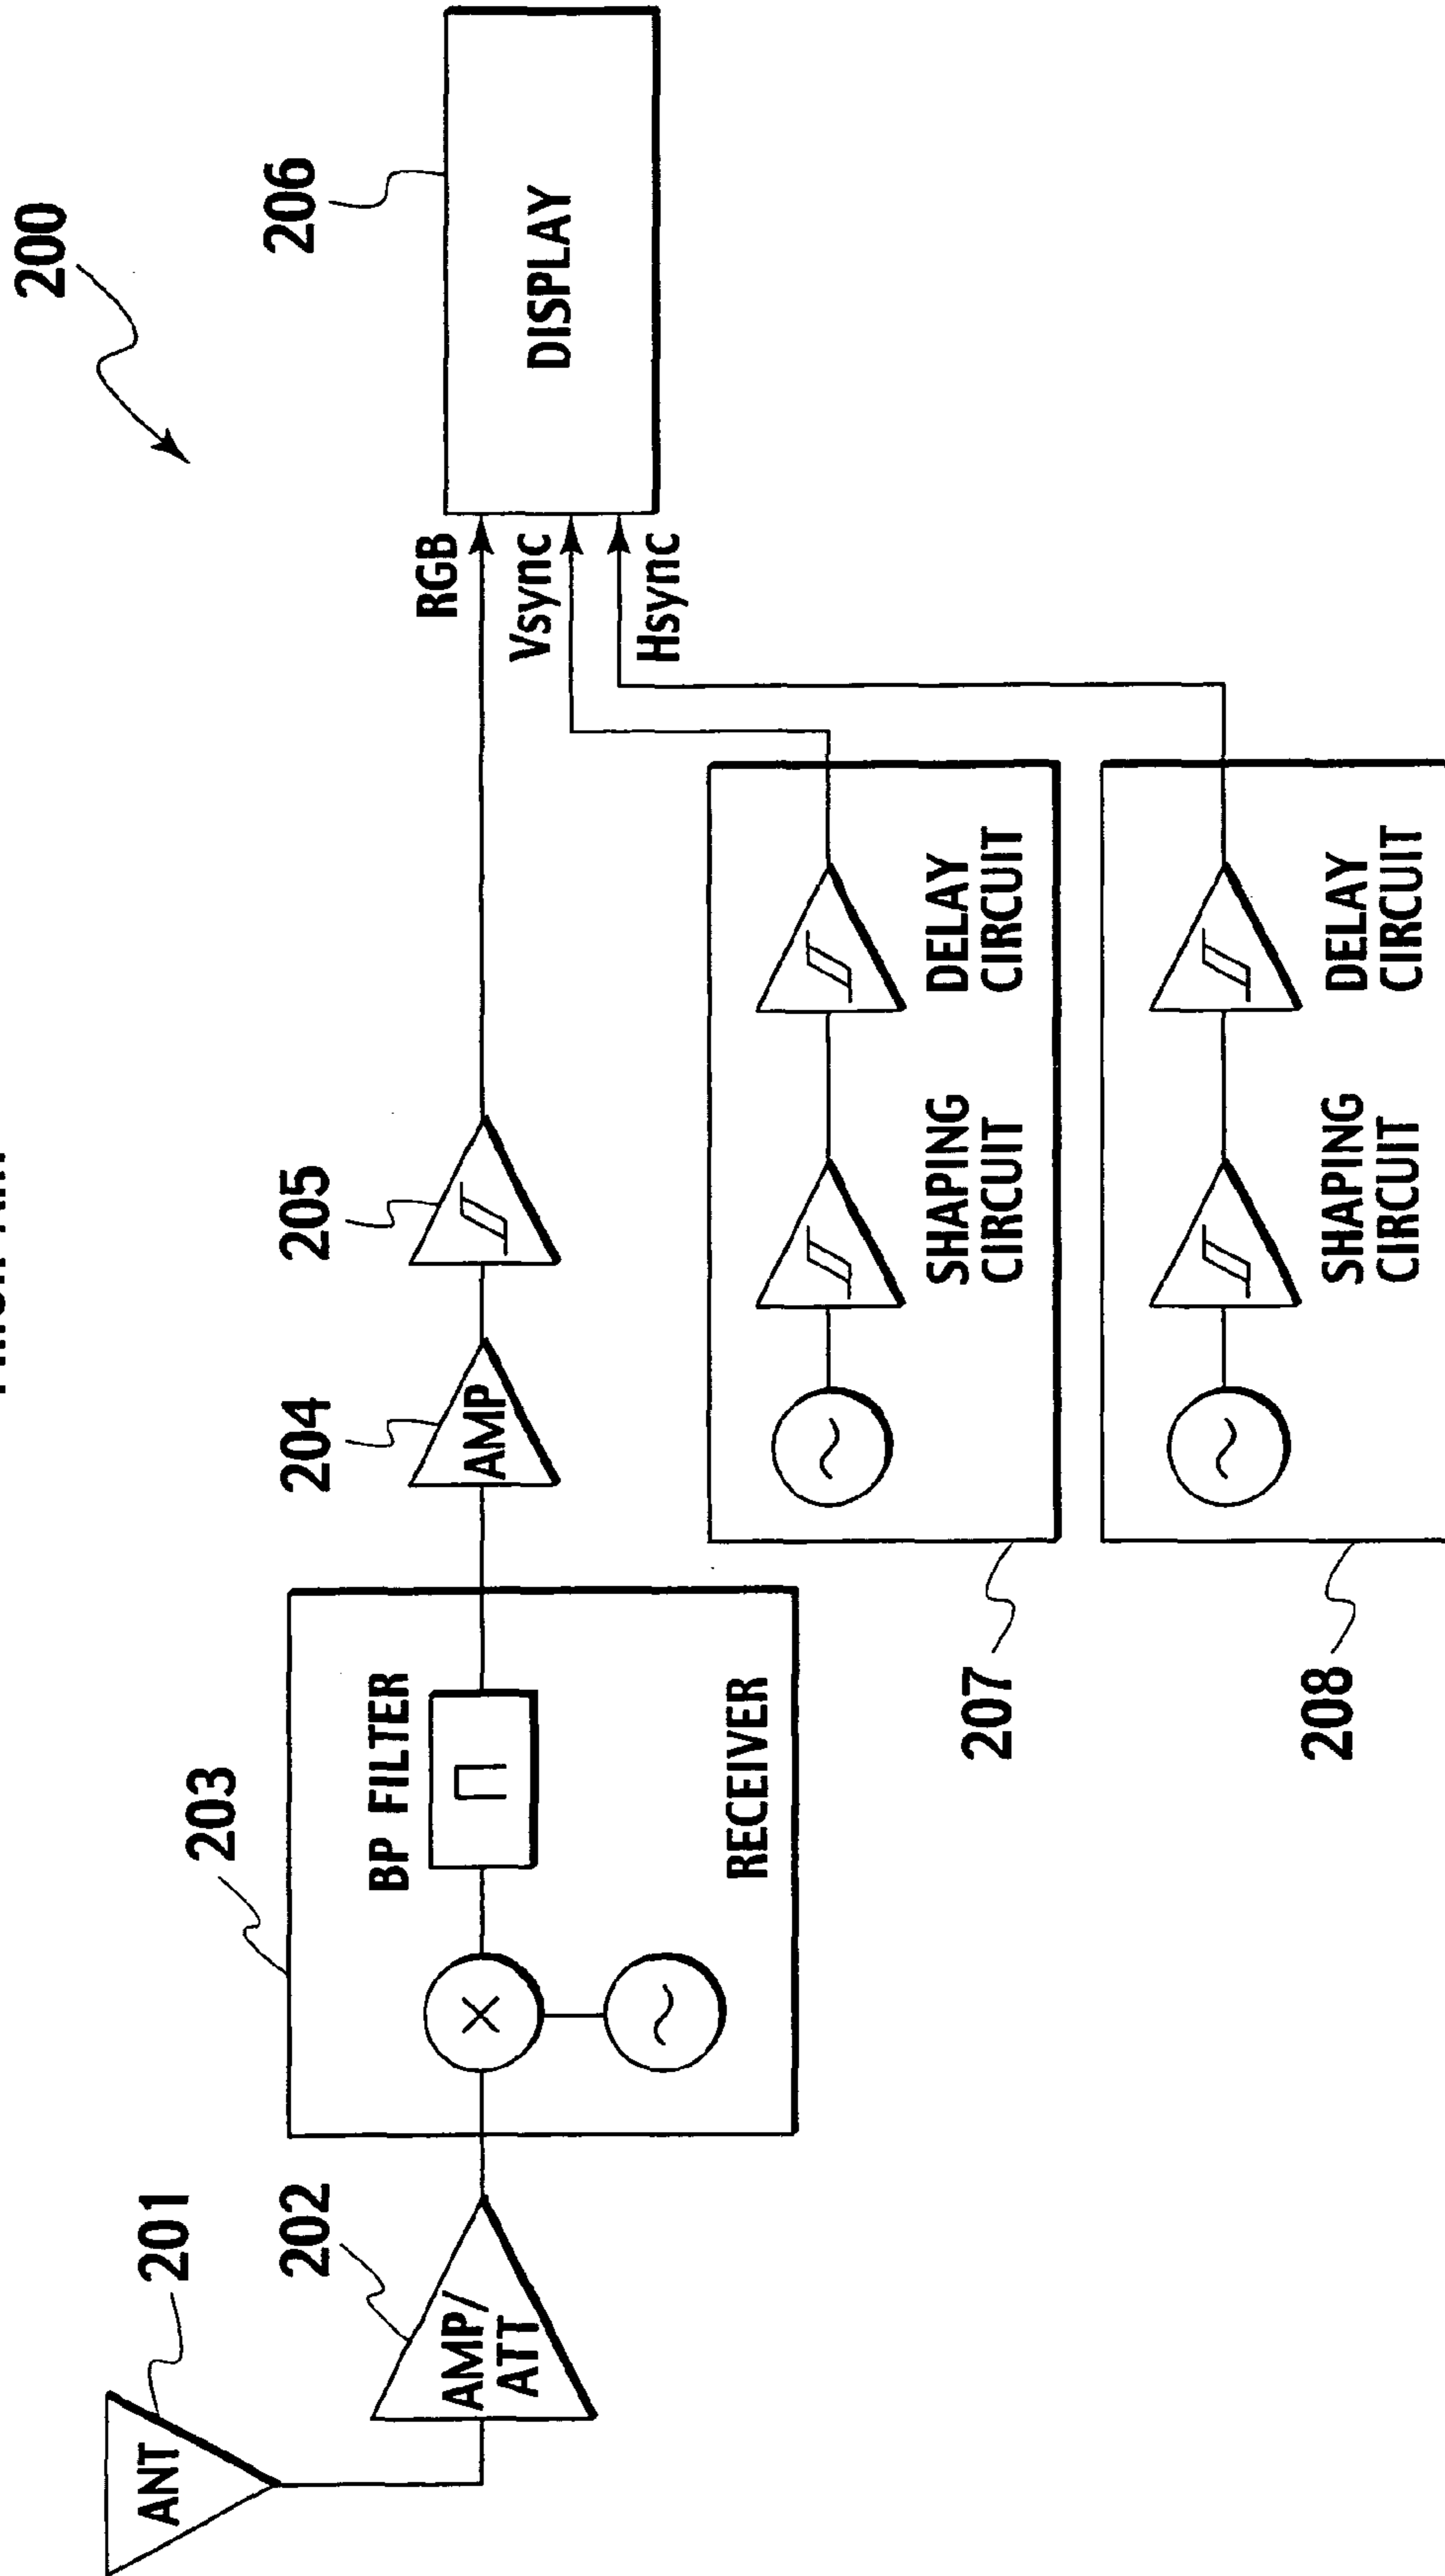 200
201
ANT
202
AMP/
ATT
203
BP FILTER
RECEIVER
204
AMP
205
RGB
Vsync
Hsync
206
DISPLAY
207
SHAPING
CIRCUIT
DELAY
CIRCUIT
208
SHAPING
CIRCUIT
DELAY
CIRCUIT